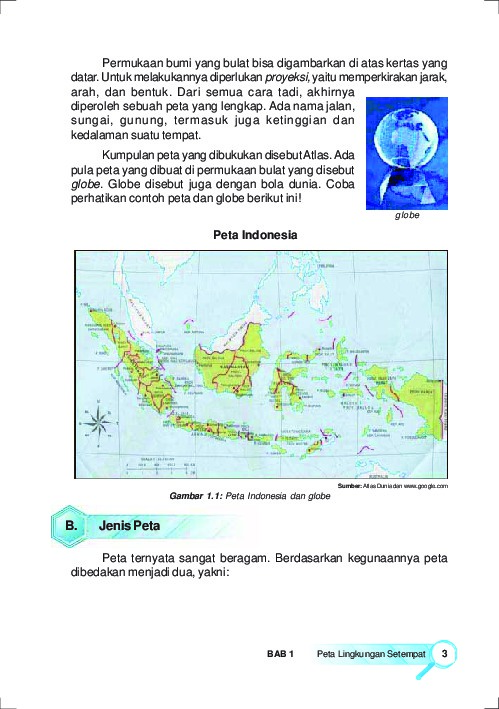 Permukaan bumi yang bulat bisa digambarkan di atas kertas yang
datar. Untuk melakukannya diperlukan proyeksi, yaitu memperkirakan jarak,
arah, dan bentuk. Dari semua cara tadi, akhirnya
diperoleh sebuah peta yang lengkap. Ada nama jalan,
sungai, gunung, termasuk juga ketinggian dan
kedalaman suatu tempat.
Kumpulan peta yang dibukukan disebut Atlas. Ada
pula peta yang dibuat di permukaan bulat yang disebut
globe. Globe disebut juga dengan bola dunia. Coba
perhatikan contoh peta dan globe berikut ini!
globe
Peta Indonesia
Sumber: Atlas Dunia dan www.google.com
Gambar 1.1: Peta Indonesia dan globe
B. Jenis Peta
Peta ternyata sangat beragam. Berdasarkan kegunaannya peta
dibedakan menjadi dua, yakni:
BAB 1 Peta Lingkungan Setempat 3